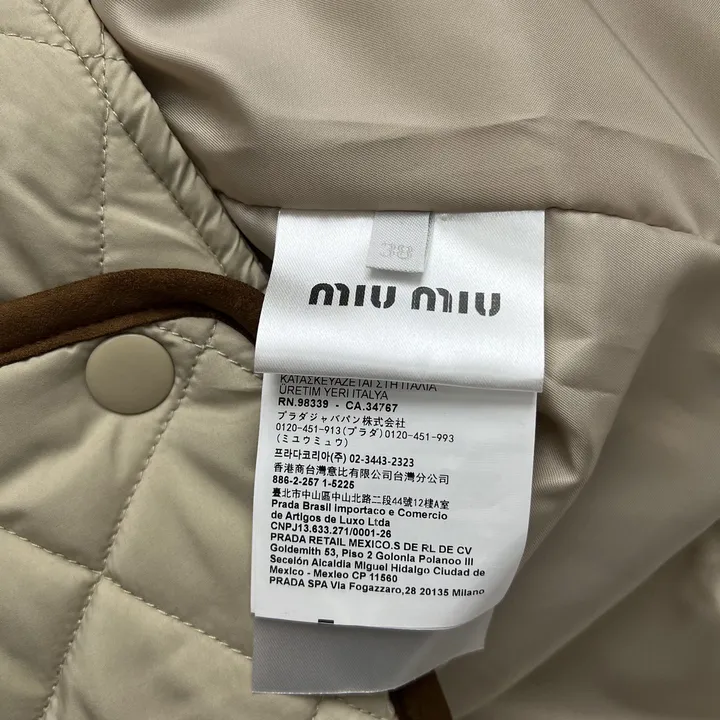 38
miu miu
ΚΑΤΑΣΚΕΥΑΖΕΤΑΙ ΣΤΗ ΙΤΑΛΙΑ
ÜRETIM YERI ITALYA
RN.98339 - CA.34767
プラダジャパン株式会社
0120-451-913(プラダ)0120-451-993
(ミユウミュウ)
프라다코리아(주) 02-3443-2323
香港商台灣意比有限公司台灣分公司
886-2-257 1-5225
臺北市中山區中山北路二段44號12樓A室
Prada Brasil Importaco e Comercio
de Artigos de Luxo Ltda
CNPJ13.633.271/0001-26
PRADA RETAIL MEXICO.S DE RL DE CV
Goldemith 53, Piso 2 Golonia Polanoo III
Secelón Alcaldia Miguel Hidalgo Ciudad de
Mexico - Mexleo CP 11560
PRADA SPA Via Fogazzaro,28 20135 Milano